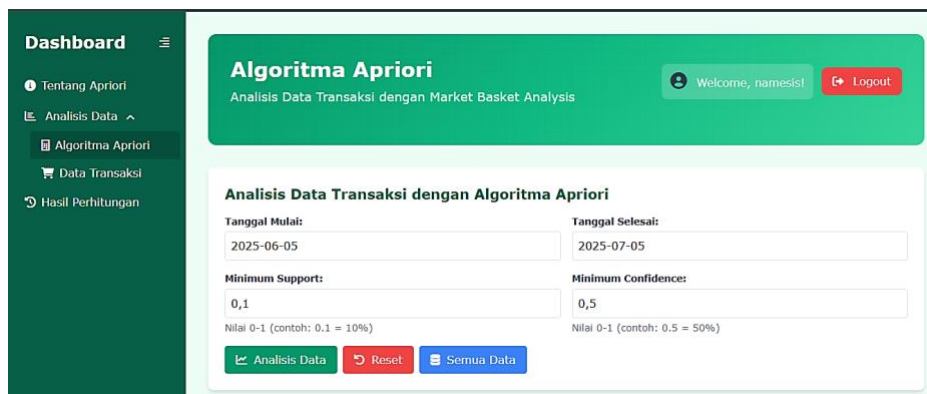 Dashboard
Tentang Apriori
Analisis Data
Algoritma Apriori
Data Transaksi
Hasil Perhitungan
Algoritma Apriori
Analisis Data Transaksi dengan Market Basket Analysis
Welcome, namesis!
Logout
Analisis Data Transaksi dengan Algoritma Apriori
Tanggal Mulai:
Tanggal Selesai:
2025-06-05
2025-07-05
Minimum Support:
Minimum Confidence:
0,1
0,5
Nilai 0-1 (contoh: 0.1 = 10%)
Nilai 0-1 (contoh: 0.5 = 50%)
Analisis Data
Reset
Semua Data